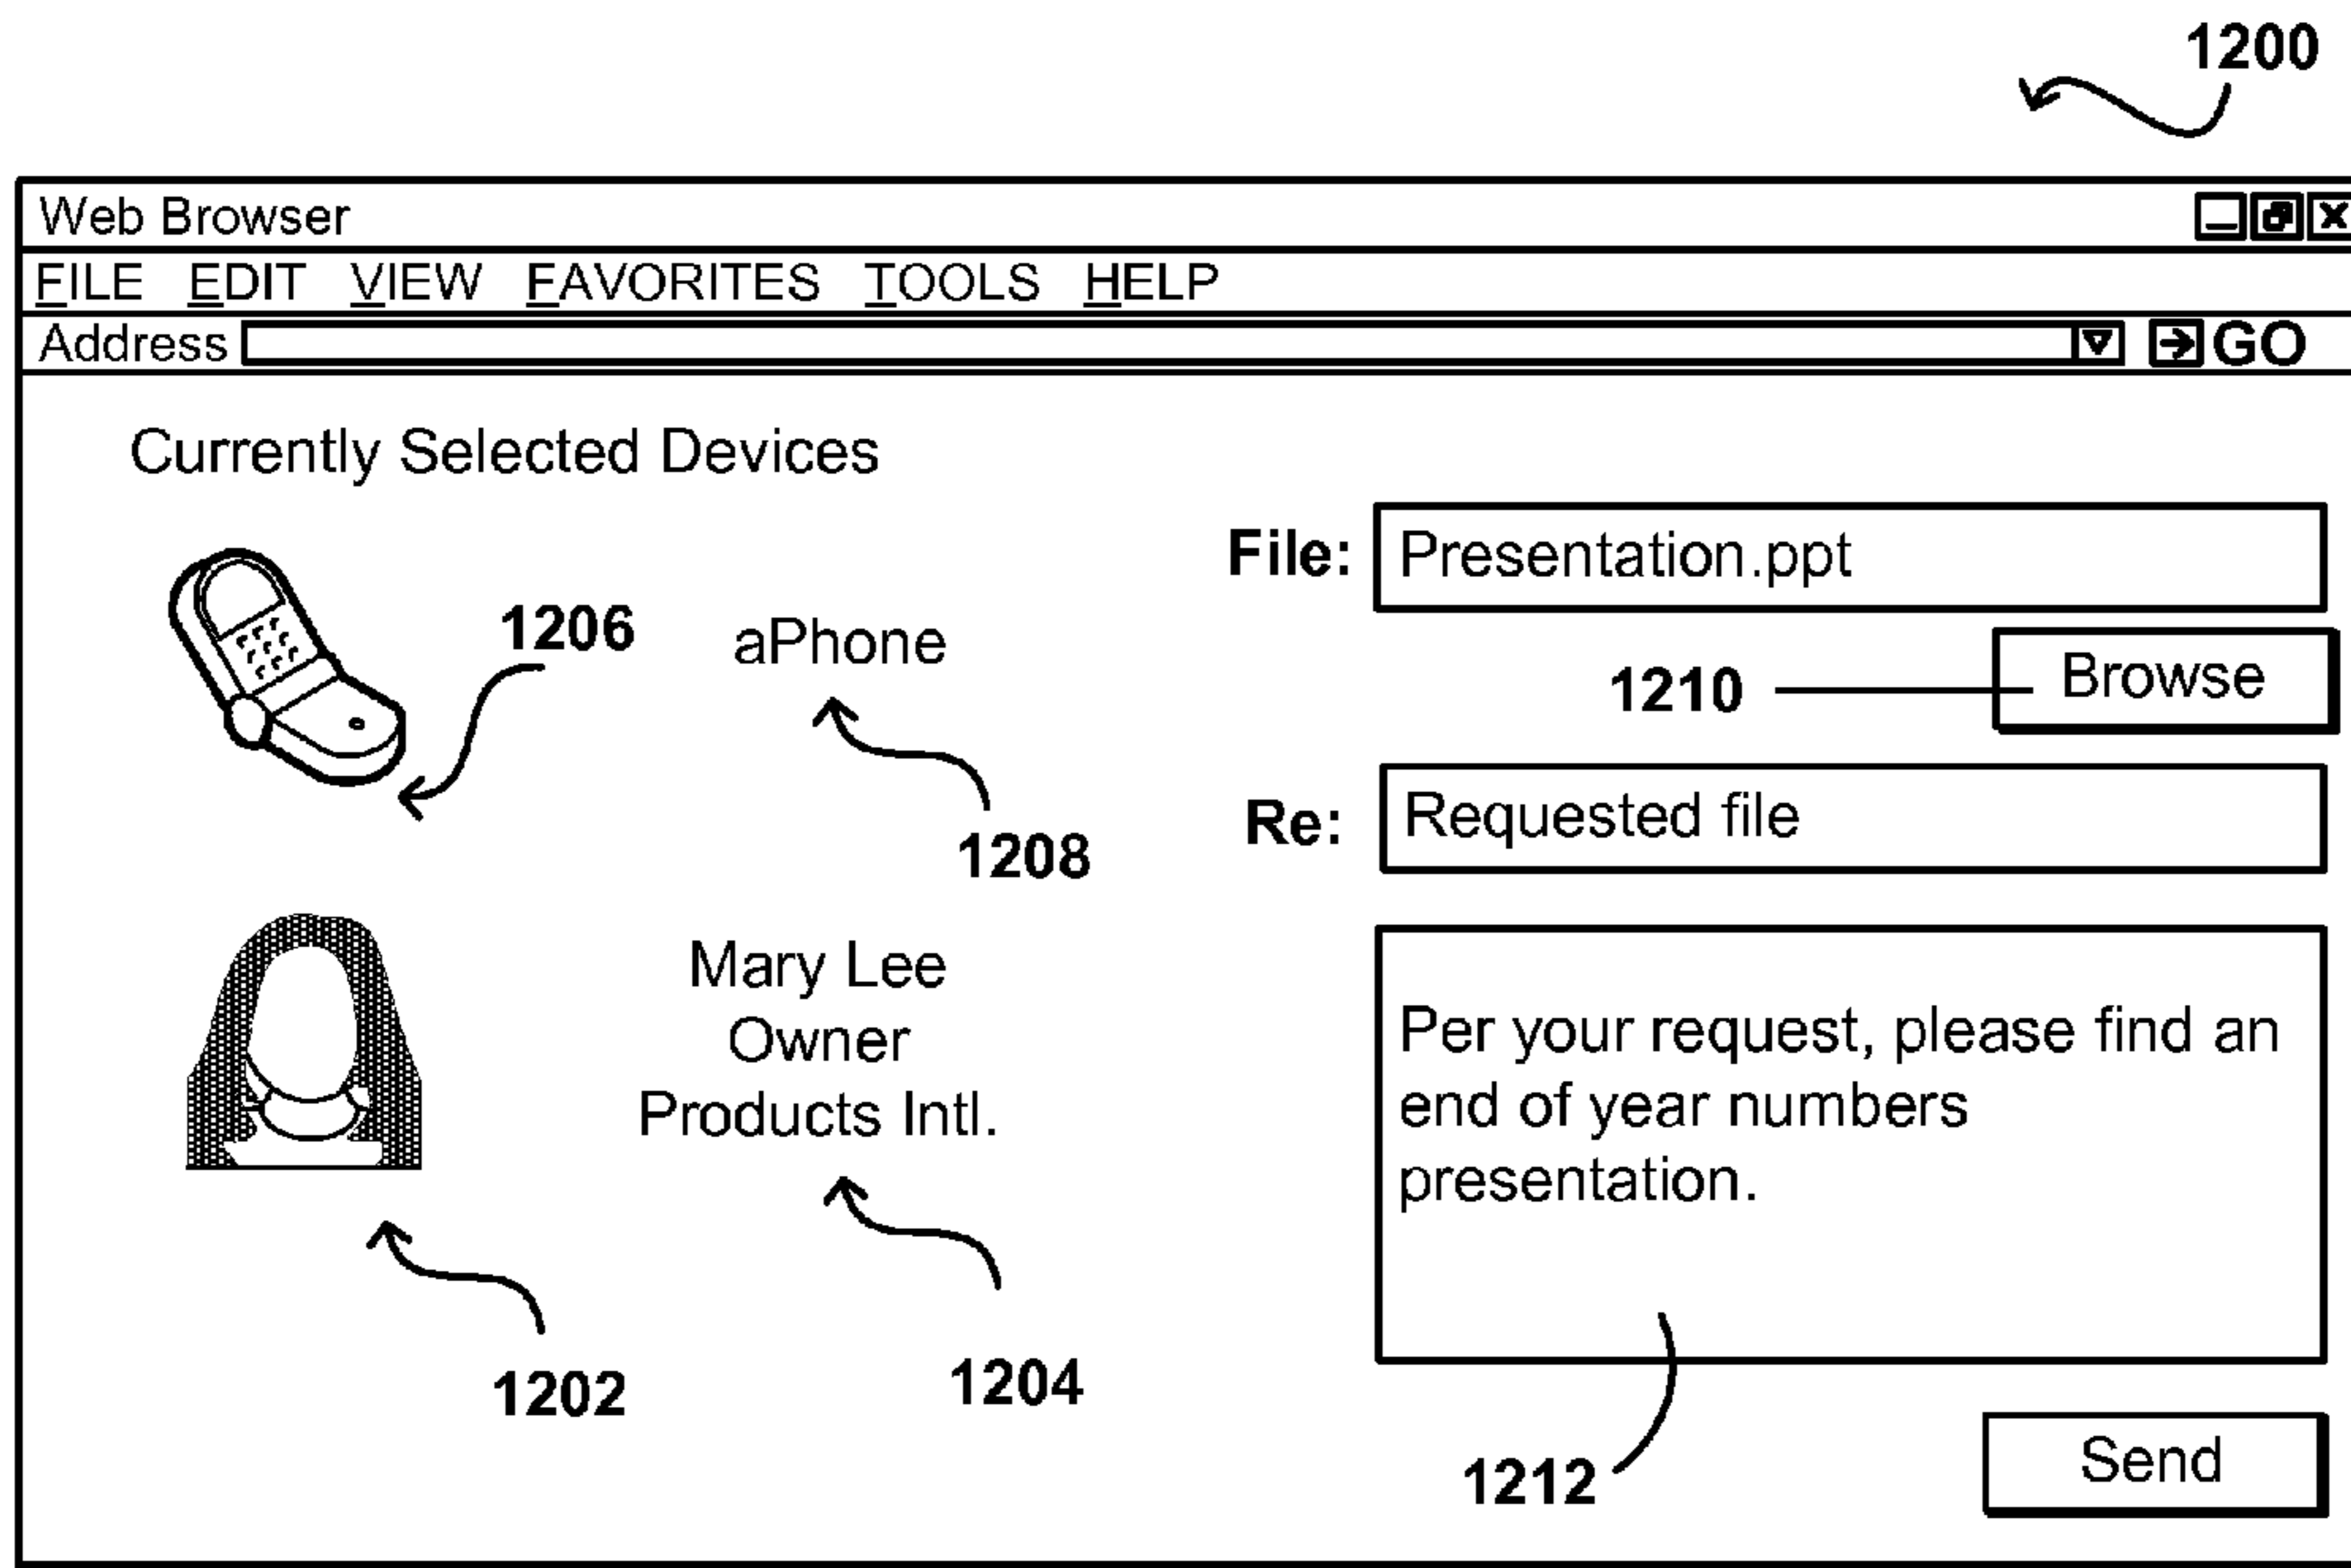 1200
Web Browser
FILE EDIT VIEW FAVORITES TOOLS HELP
Address GO
Currently Selected Devices
1206
aPhone
1208
Mary Lee
Owner
Products Intl.
1202
1204
File: Presentation.ppt
1210 Browse
Re: Requested file
Per your request, please find an
end of year numbers
presentation.
1212
Send